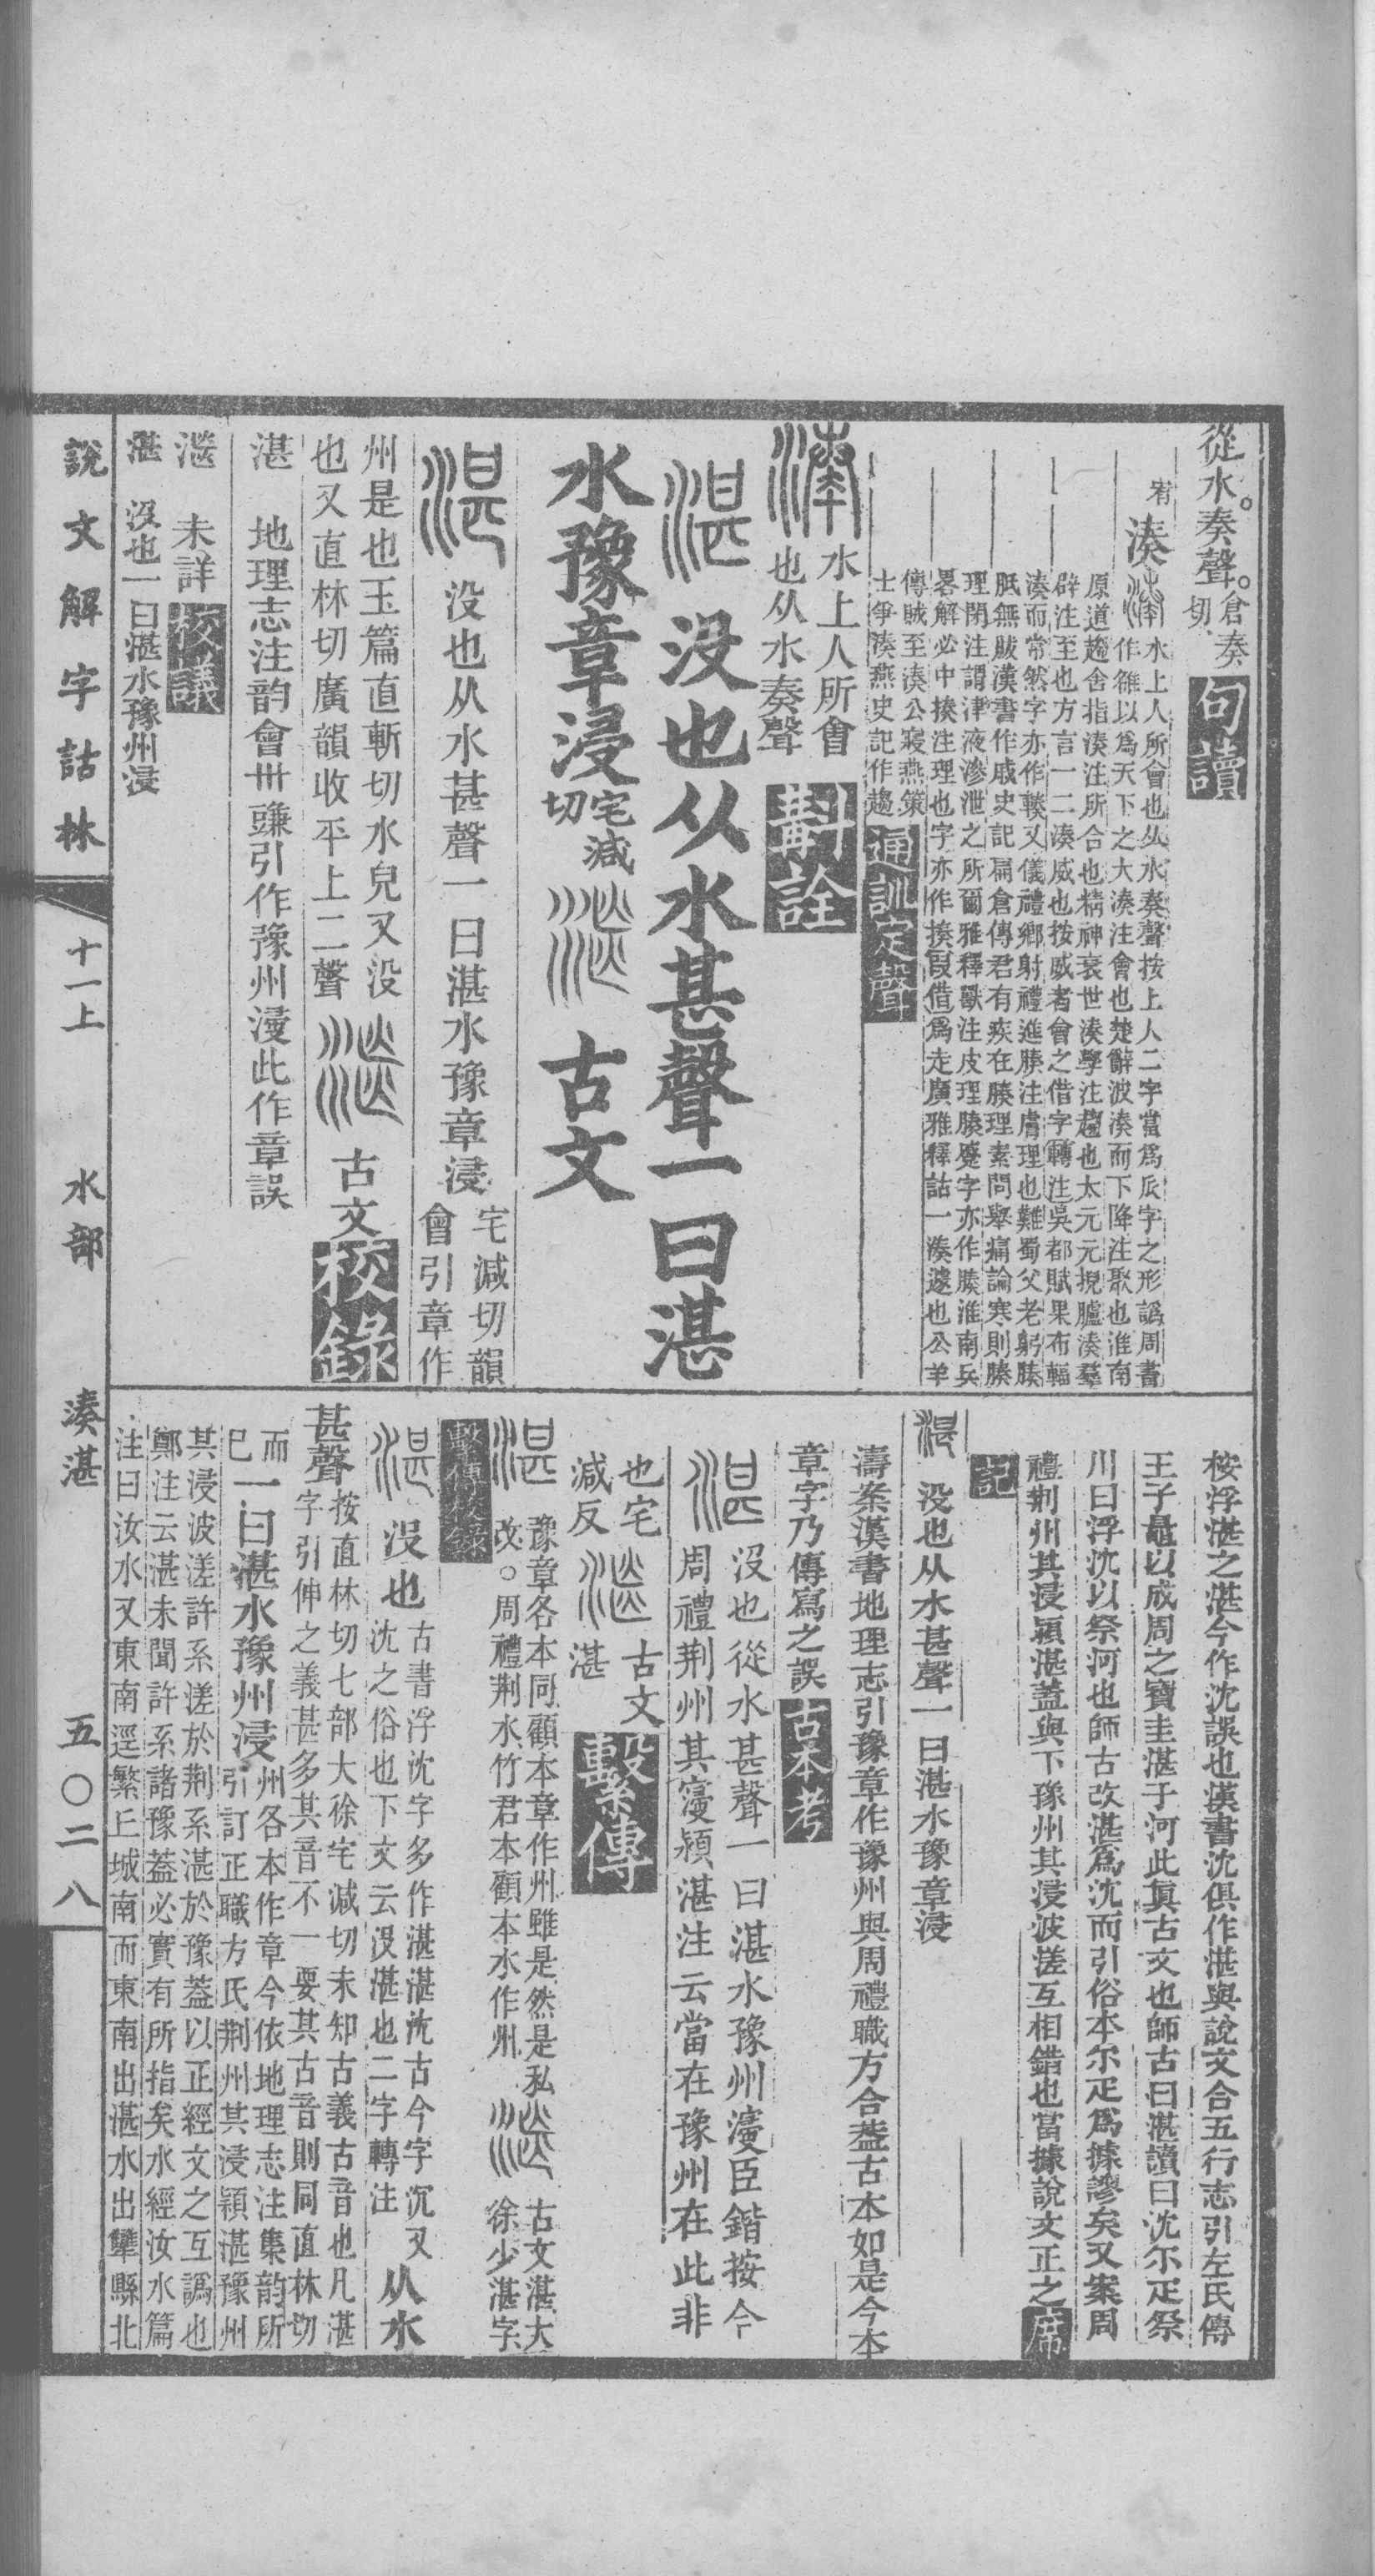 從水。奏聲。倉奏切句讀
宥 湊 水上人所會也从水奏聲按上人二字當爲𠂢字之形譌周書
作雒以爲天下之大湊注會也楚辭波湊而下降注聚也淮南
原道趨舍指湊注所合也精神衰世湊學注趨也太元元掜臚湊羣
辟注至也方言一二湊威也按威者會之借字轉注吳都賦果布輻
湊而常然字亦作輳又儀禮鄉射禮進腠注膚理也難蜀父老躬腠
胝無胈漢書作戚史記扁倉傳君有疾在腠理素問舉痛論寒則腠
理閉注謂津液滲泄之所爾雅釋獸注皮理腠蹙字亦作腠淮南兵
畧解必中揍注理也字亦作揍叚借爲走廣雅釋詁一湊遽也公羊
傳賊至湊公寢燕策
士爭湊燕史記作趨通訓定聲
水上人所會
也从水奏聲斠詮
湛 没也从水甚聲一曰湛
水豫章浸宅減切 古文
湛 没也从水甚聲一曰湛水豫章浸宅減切韻
會引章作
州是也玉篇直斬切水皃又没
也又直林切廣韻收平上二聲 古文校錄
湛 地理志注韵會卅豏引作豫州浸此作章誤
未詳校議
湛 沒也一曰湛水豫州浸
桉浮湛之湛今作沈誤也漢書沈俱作湛與說文合五行志引左氏傳
王子鼂以成周之寶圭湛于河此眞古文也師古曰湛讀曰沈尒疋祭
川曰浮沈以祭河也師古改湛爲沈而引俗本尒疋爲據謬矣又案周
禮荆州其浸潁湛蓋與下豫州其浸波溠互相錯也當據說文正之席
記
湛 没也从水甚聲一曰湛水豫章浸
濤案漢書地理志引豫章作豫州與周禮職方合葢古本如是今本
章字乃傳寫之誤古本考
湛 沒也從水甚聲一曰湛水豫州寖臣鍇按今
周禮荆州其寖潁湛注云當在豫州在此非
也宅
減反 古文
湛繫傳
湛 豫章各本同顧本章作州雖是然是私
改。周禮荆水竹君本顧本水作州 古文湛大
徐少湛字
繫傳校錄
湛 沒也古書浮沈字多作湛湛沈古今字沉又
沈之俗也下文云沒湛也二字轉注从水
甚聲按直林切七部大徐宅減切未知古義古音也凡湛
字引伸之義甚多其音不一要其古音則同直林切
而
已一曰湛水豫州浸州各本作章今依地理志注集韵所
引訂正職方氏荆州其浸潁湛豫州
其浸波溠許系溠於荆系湛於豫蓋以正經文之互譌也
鄭注云湛未聞許系諸豫蓋必實有所指矣水經汝水篇
注曰汝水又東南逕繁丘城南而東南出湛水出犨縣北
說文解字詁林 十一上 水部 湊湛 五〇二八